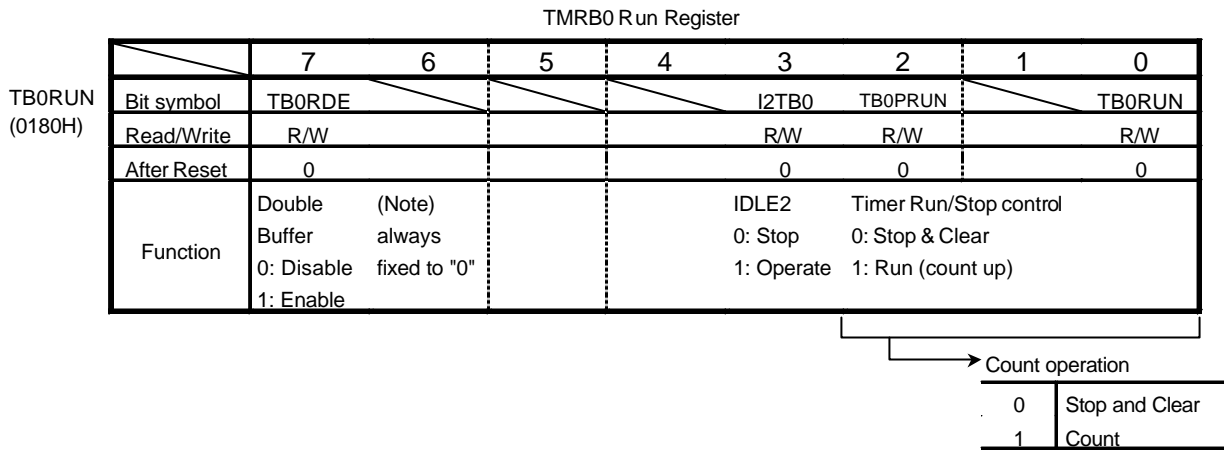 TMRB0 Run Register
7 6 5 4 3 2 1 0
TB0RUN
(0180H)
Bit symbol TB0RDE I2TB0 TB0PRUN TB0RUN
Read/Write R/W R/W R/W R/W
After Reset 0 0 0 0
Function
Double (Note) IDLE2 Timer Run/Stop control
Buffer always 0: Stop 0: Stop & Clear
0: Disable fixed to "0" 1: Operate 1: Run (count up)
1: Enable
Count operation
0 Stop and Clear
1 Count